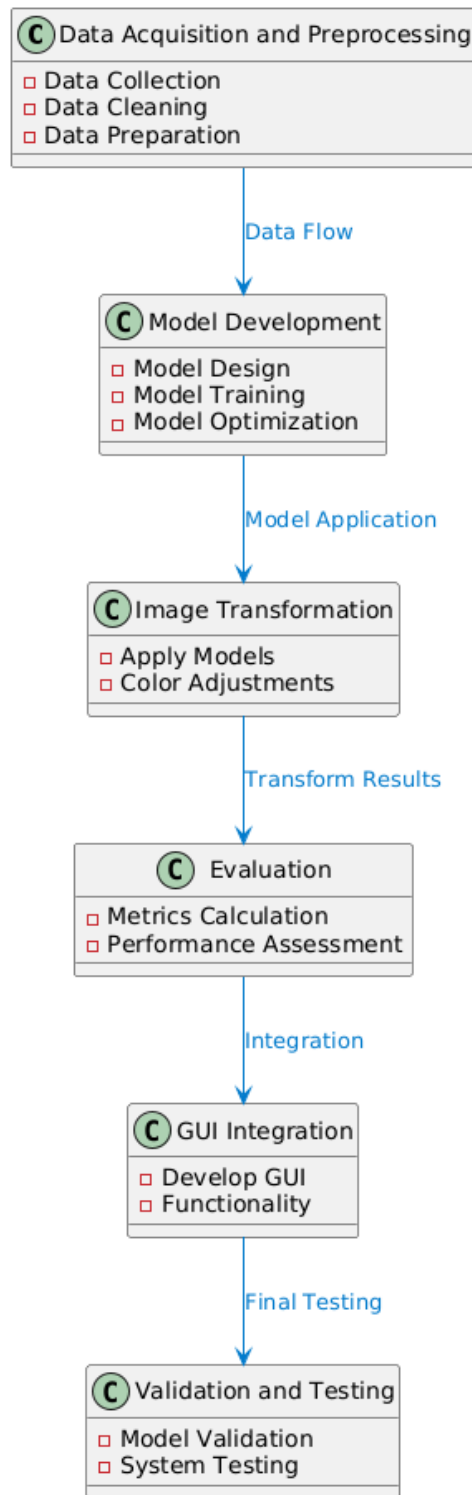 C Data Acquisition and Preprocessing
Data Collection
Data Cleaning
Data Preparation
Data Flow
C Model Development
Model Design
Model Training
Model Optimization
Model Application
C Image Transformation
Apply Models
Color Adjustments
Transform Results
C Evaluation
Metrics Calculation
Performance Assessment
Integration
C GUI Integration
Develop GUI
Functionality
Final Testing
C Validation and Testing
Model Validation
System Testing